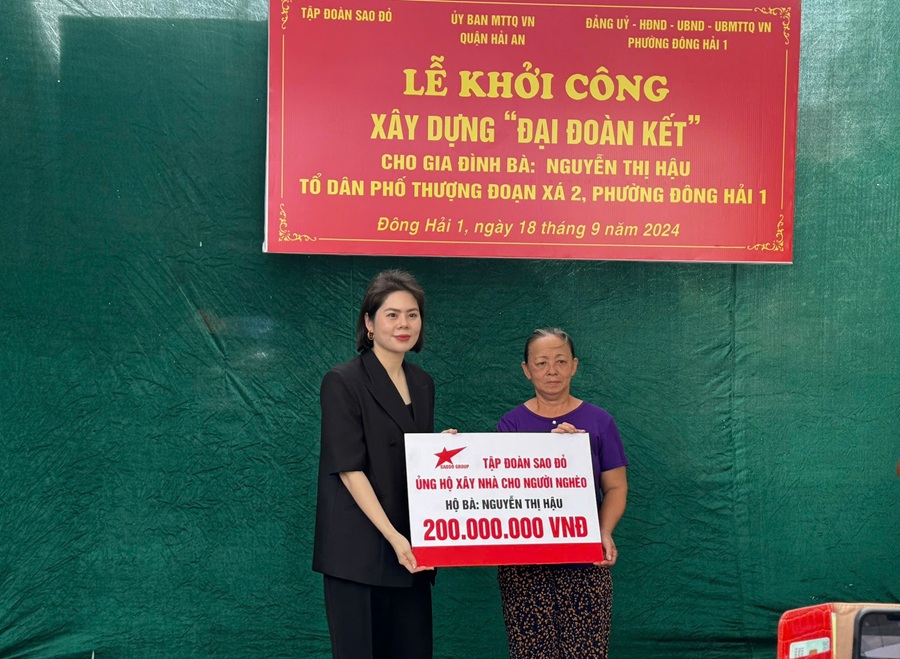 TẬP ĐOÀN SAO ĐỎ
ỦY BAN MTTQ VN
QUẬN HẢI AN
ĐẢNG UỶ - HĐND - UBND - UBMTTQ VN
PHƯỜNG ĐÔNG HẢI 1
LỄ KHỞI CÔNG
XÂY DỰNG “ĐẠI ĐOÀN KẾT”
CHO GIA ĐÌNH BÀ: NGUYỄN THỊ HẬU
TỔ DÂN PHỐ THƯỢNG ĐOẠN XÁ 2, PHƯỜNG ĐÔNG HẢI 1
Đông Hải 1, ngày 18 tháng 9 năm 2024
SAODO GROUP
TẬP ĐOÀN SAO ĐỎ
ỦNG HỘ XÂY NHÀ CHO NGƯỜI NGHÈO
HỘ BÀ: NGUYỄN THỊ HẬU
200.000.000 VNĐ